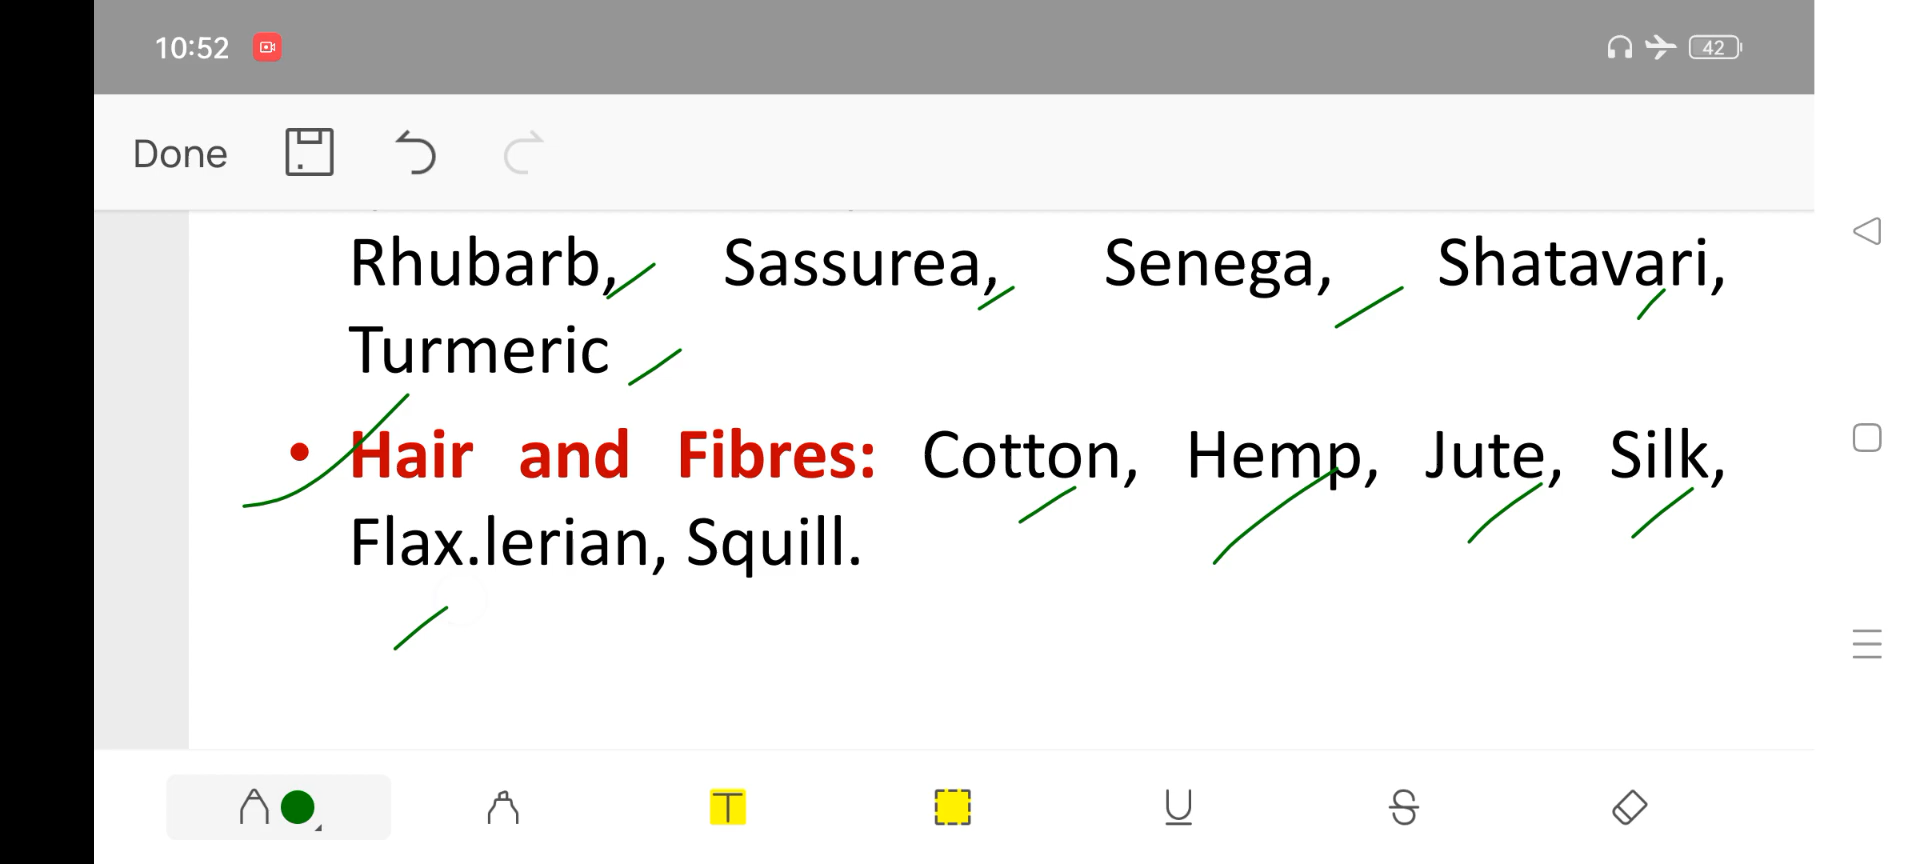 10:52
42
Done
Rhubarb, Sassurea, Senega, Shatavari,
Turmeric
• Hair and Fibres: Cotton, Hemp, Jute, Silk,
Flax.lerian, Squill.